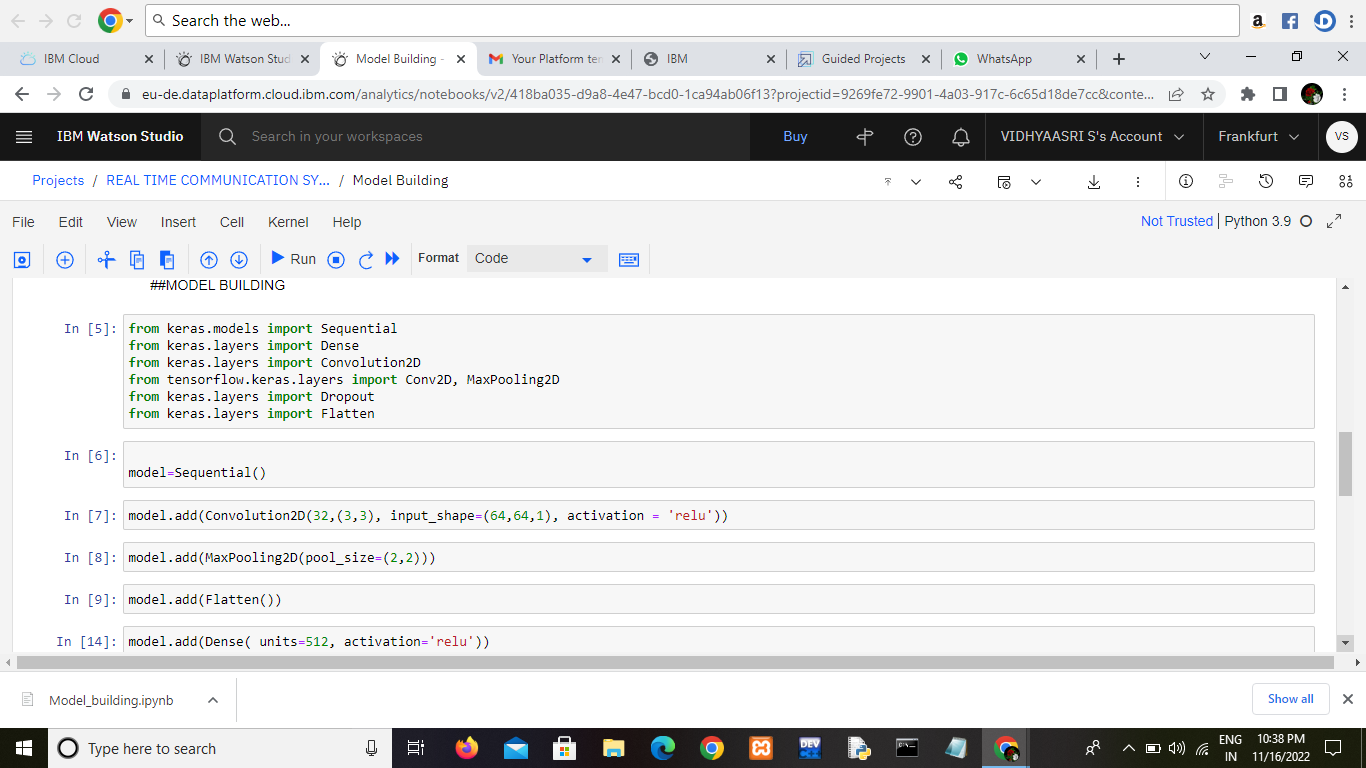 Search the web...
IBM Cloud
IBM Watson Stud
Model Building -
Your Platform ter
IBM
Guided Projects
WhatsApp
eu-de.dataplatform.cloud.ibm.com/analytics/notebooks/v2/418ba035-d9a8-4e47-bcd0-1ca94ab06f13?projectid=9269fe72-9901-4a03-917c-6c65d18de7cc&conte...
IBM Watson Studio
Search in your workspaces
Buy
VIDHYAASRI S's Account
Frankfurt
VS
Projects / REAL TIME COMMUNICATION SY... / Model Building
File Edit View Insert Cell Kernel Help
Not Trusted | Python 3.9
Run
Format
Code
##MODEL BUILDING
In [5]: from keras.models import Sequential
from keras.layers import Dense
from keras.layers import Convolution2D
from tensorflow.keras.layers import Conv2D, MaxPooling2D
from keras.layers import Dropout
from keras.layers import Flatten
In [6]:
model=Sequential()
In [7]: model.add(Convolution2D(32,(3,3), input_shape=(64,64,1), activation = 'relu'))
In [8]: model.add(MaxPooling2D(pool_size=(2,2)))
In [9]: model.add(Flatten())
In [14]: model.add(Dense( units=512, activation='relu'))
Model_building.ipynb
Show all
Type here to search
DEV
ENG
IN
10:38 PM
11/16/2022